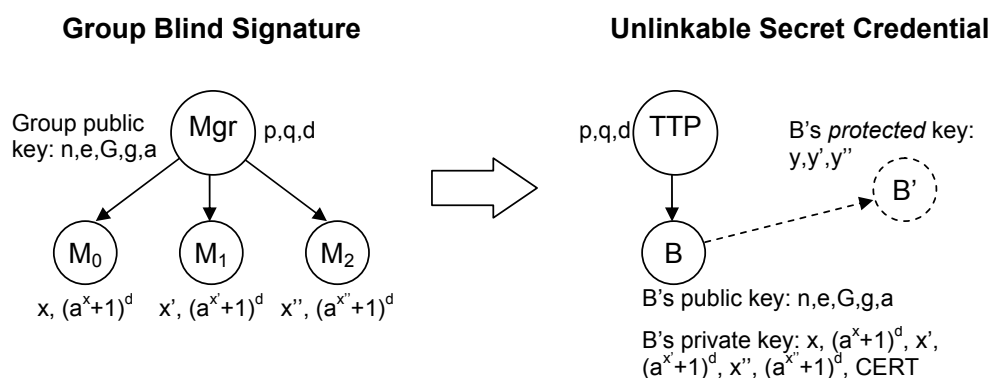 Group Blind Signature
Group public
key: n,e,G,g,a
Mgr
p,q,d
M0
M1
M2
x, (a^x+1)^d
x', (a^x'+1)^d
x'', (a^x''+1)^d
Unlinkable Secret Credential
p,q,d
TTP
B's protected key:
y,y',y''
B'
B
B's public key: n,e,G,g,a
B's private key: x, (a^x+1)^d, x',
(a^x'+1)^d, x'', (a^x''+1)^d, CERT